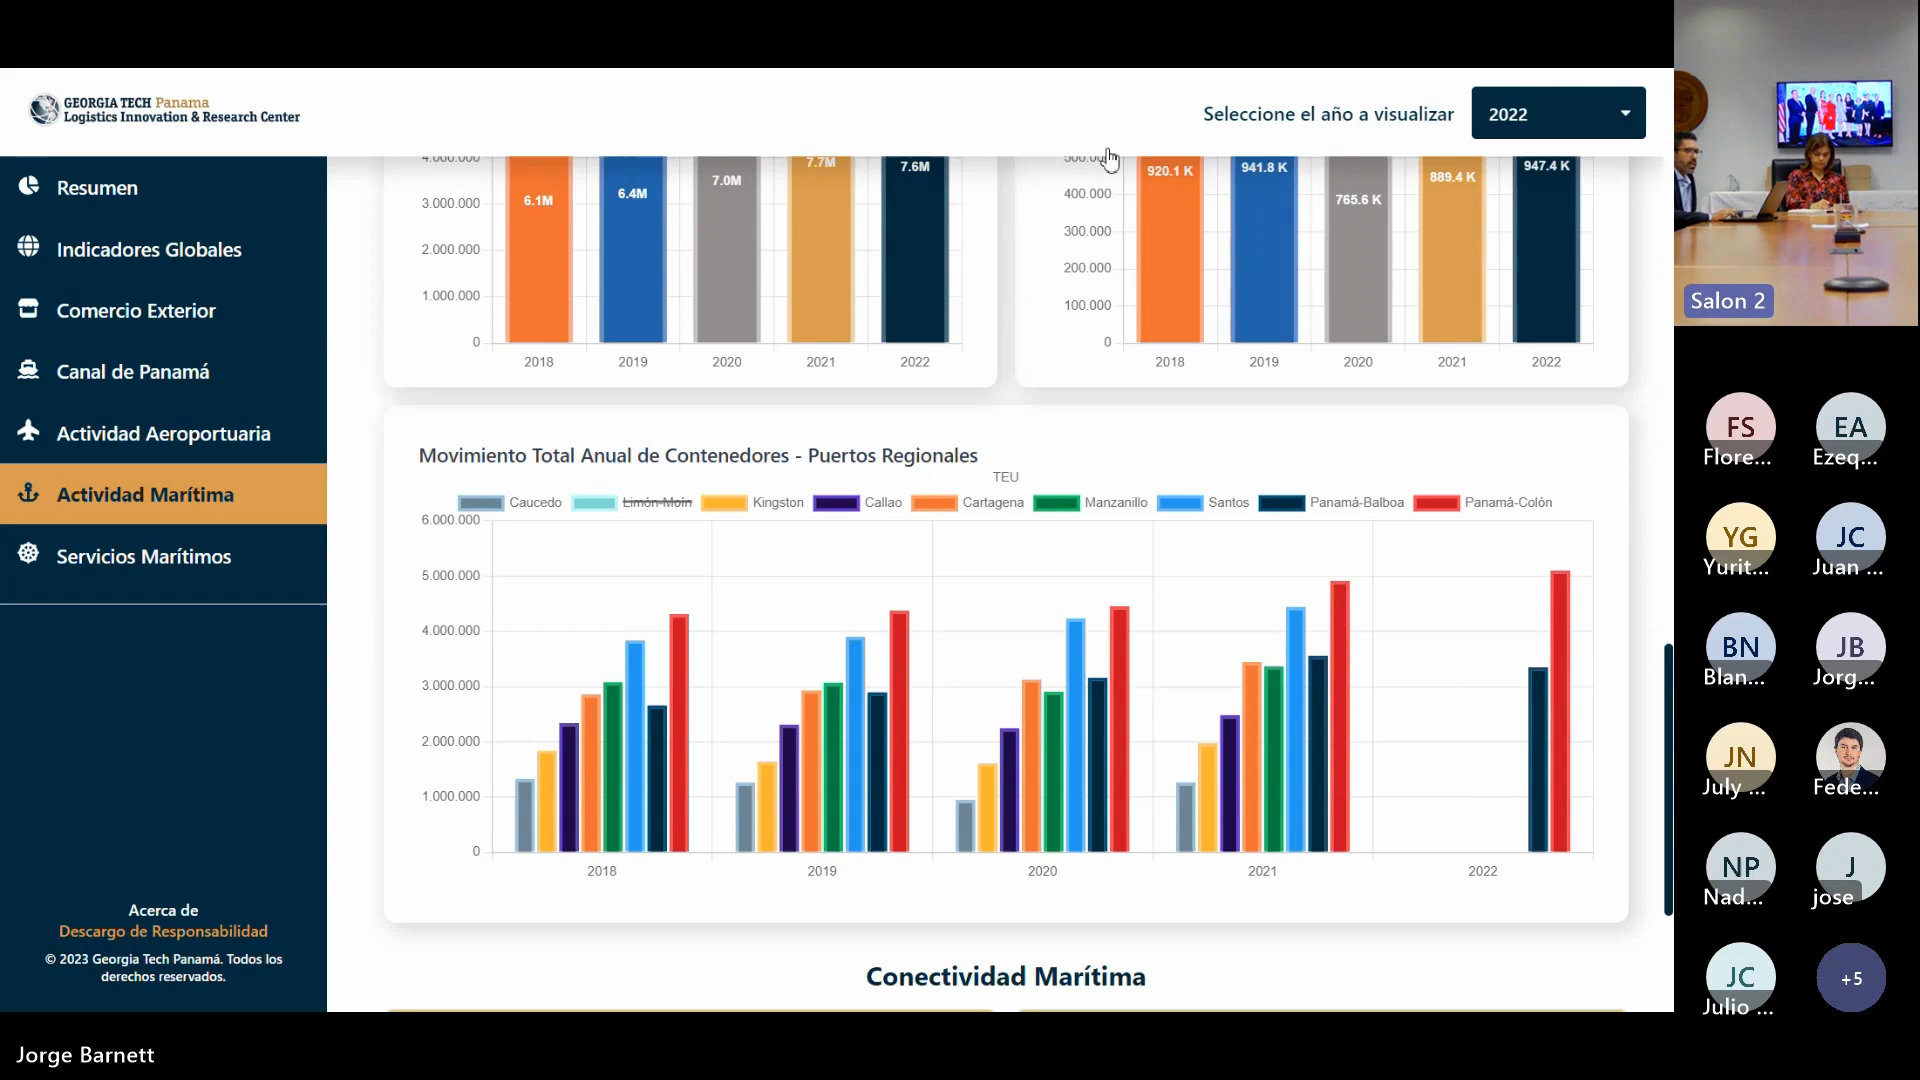 GEORGIA TECH Panama
Logistics Innovation & Research Center
Seleccione el año a visualizar
2022
Resumen
Indicadores Globales
Comercio Exterior
Canal de Panamá
Actividad Aeroportuaria
Actividad Marítima
Servicios Marítimos
Acerca de
Descargo de Responsabilidad
© 2023 Georgia Tech Panamá. Todos los
derechos reservados.
4.000.000
3.000.000
2.000.000
1.000.000
0
6.1M
6.4M
7.0M
7.7M
7.6M
2018
2019
2020
2021
2022
400.000
300.000
200.000
100.000
0
920.1 K
941.8 K
765.6 K
889.4 K
947.4 K
2018
2019
2020
2021
2022
Movimiento Total Anual de Contenedores - Puertos Regionales
TEU
Caucedo
Limón-Moín
Kingston
Callao
Cartagena
Manzanillo
Santos
Panamá-Balboa
Panamá-Colón
6.000.000
5.000.000
4.000.000
3.000.000
2.000.000
1.000.000
0
2018
2019
2020
2021
2022
Conectividad Marítima
Salon 2
FS
Flore...
EA
Ezeq...
YG
Yurit...
JC
Juan ...
BN
Blan...
JB
Jorg...
JN
July ...
Fede...
NP
Nad...
J
jose
JC
Julio ...
+5
Jorge Barnett